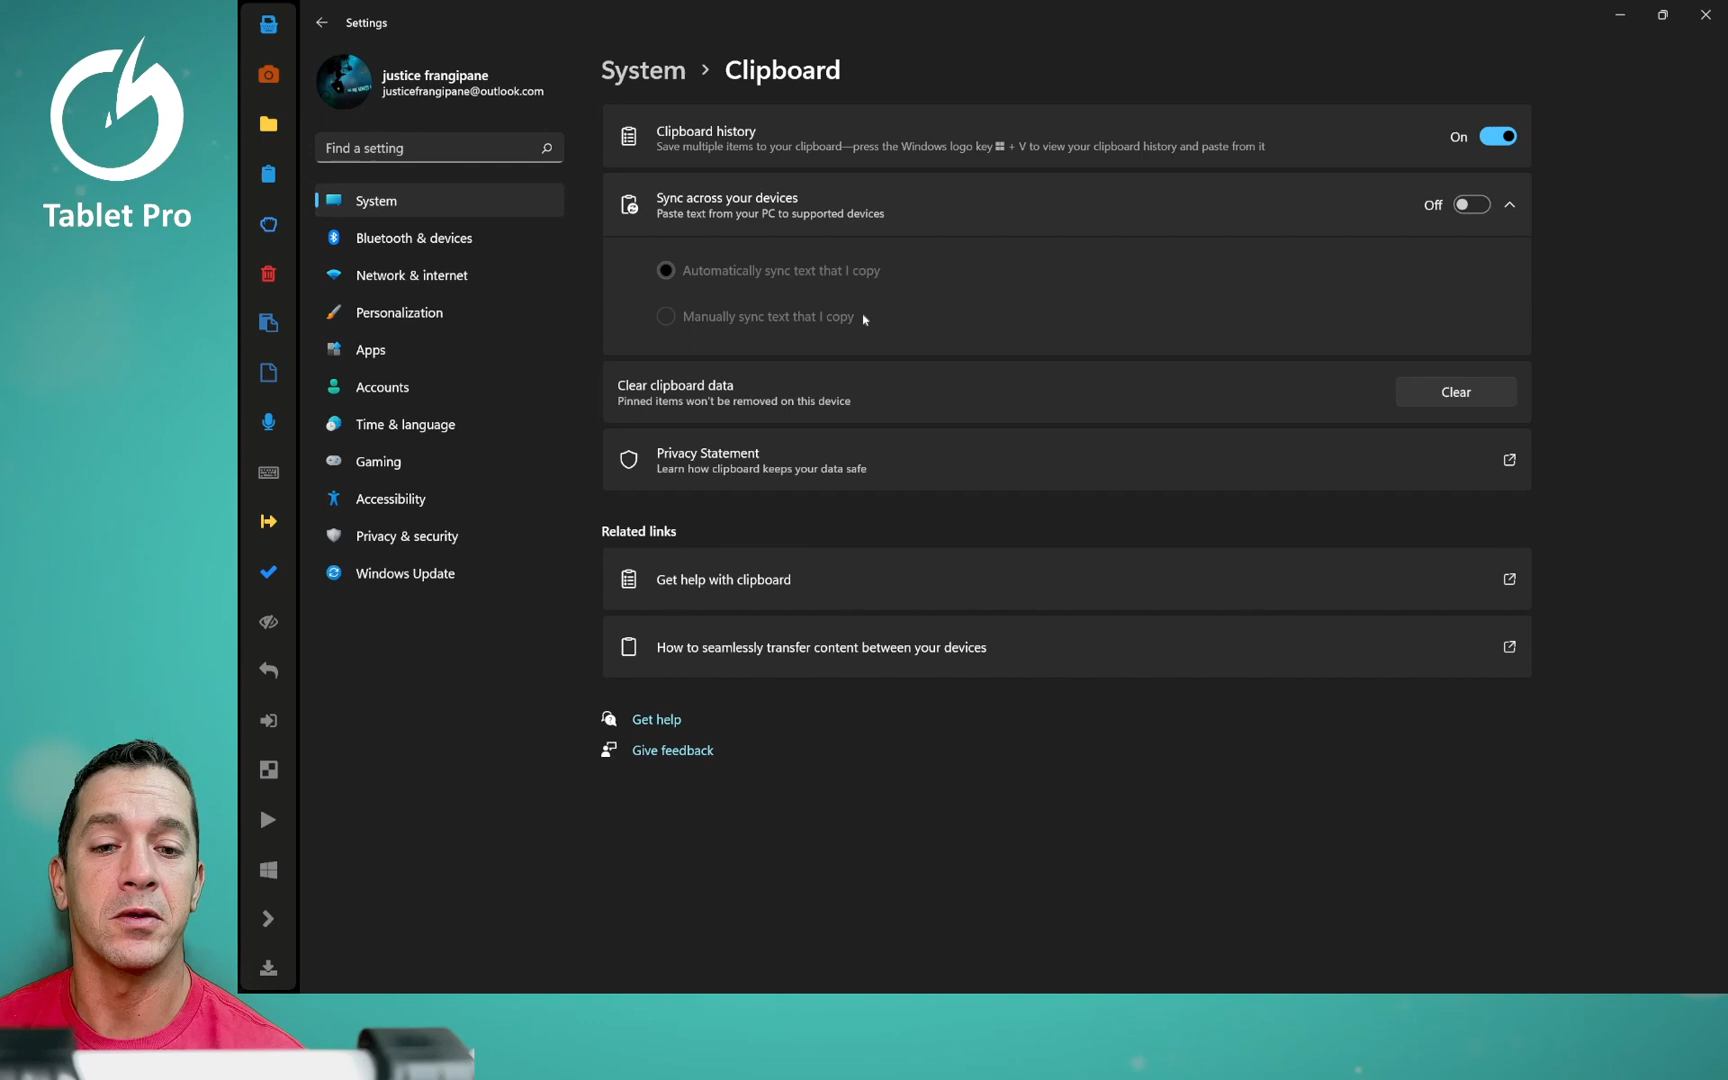 Tablet Pro
Settings
justice frangipane
justicefrangipane@outlook.com
Find a setting
System
Bluetooth & devices
Network & internet
Personalization
Apps
Accounts
Time & language
Gaming
Accessibility
Privacy & security
Windows Update
System > Clipboard
Clipboard history
Save multiple items to your clipboard—press the Windows logo key + V to view your clipboard history and paste from it
On
Sync across your devices
Paste text from your PC to supported devices
Off
Automatically sync text that I copy
Manually sync text that I copy
Clear clipboard data
Pinned items won't be removed on this device
Clear
Privacy Statement
Learn how clipboard keeps your data safe
Related links
Get help with clipboard
How to seamlessly transfer content between your devices
Get help
Give feedback